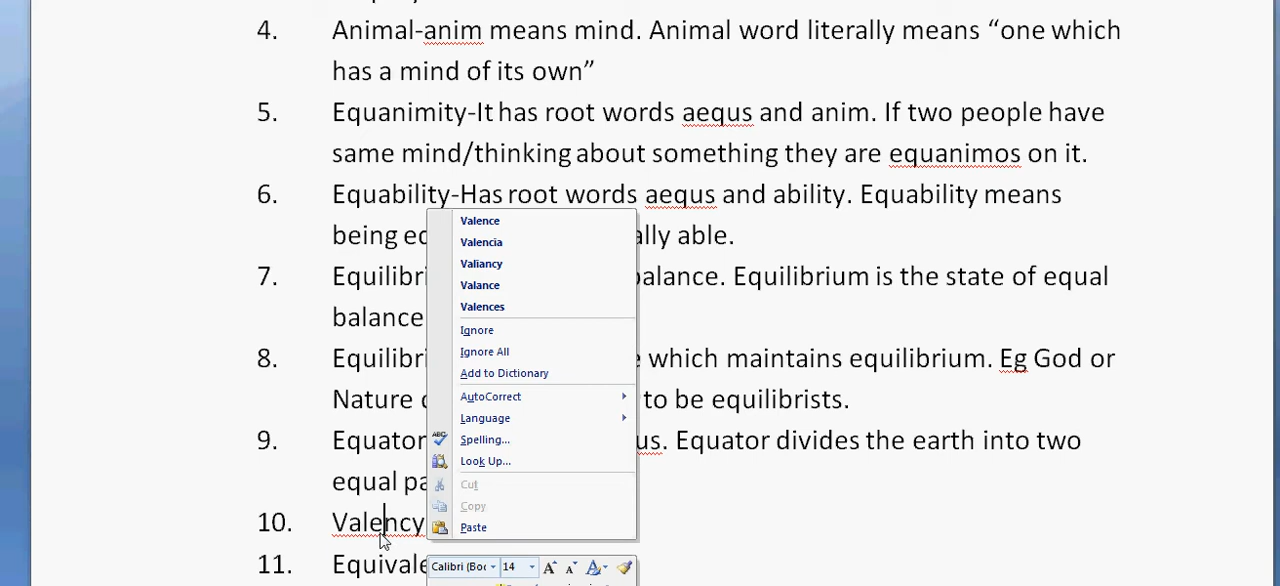 4. Animal-anim means mind. Animal word literally means “one which
has a mind of its own”
5. Equanimity-It has root words aequs and anim. If two people have
same mind/thinking about something they are equanimos on it.
6. Equability-Has root words aequs and ability. Equability means
being ally able.
7. Equilibri balance. Equilibrium is the state of equal
balance
8. Equilibri which maintains equilibrium. Eg God or
Nature to be equilibrists.
9. Equator us. Equator divides the earth into two
equal pa
10. Valency
11. Equivale
Valence
Valencia
Valiancy
Valance
Valences
Ignore
Ignore All
Add to Dictionary
AutoCorrect
Language
Spelling...
Look Up...
Cut
Copy
Paste
Calibri (Boc 14